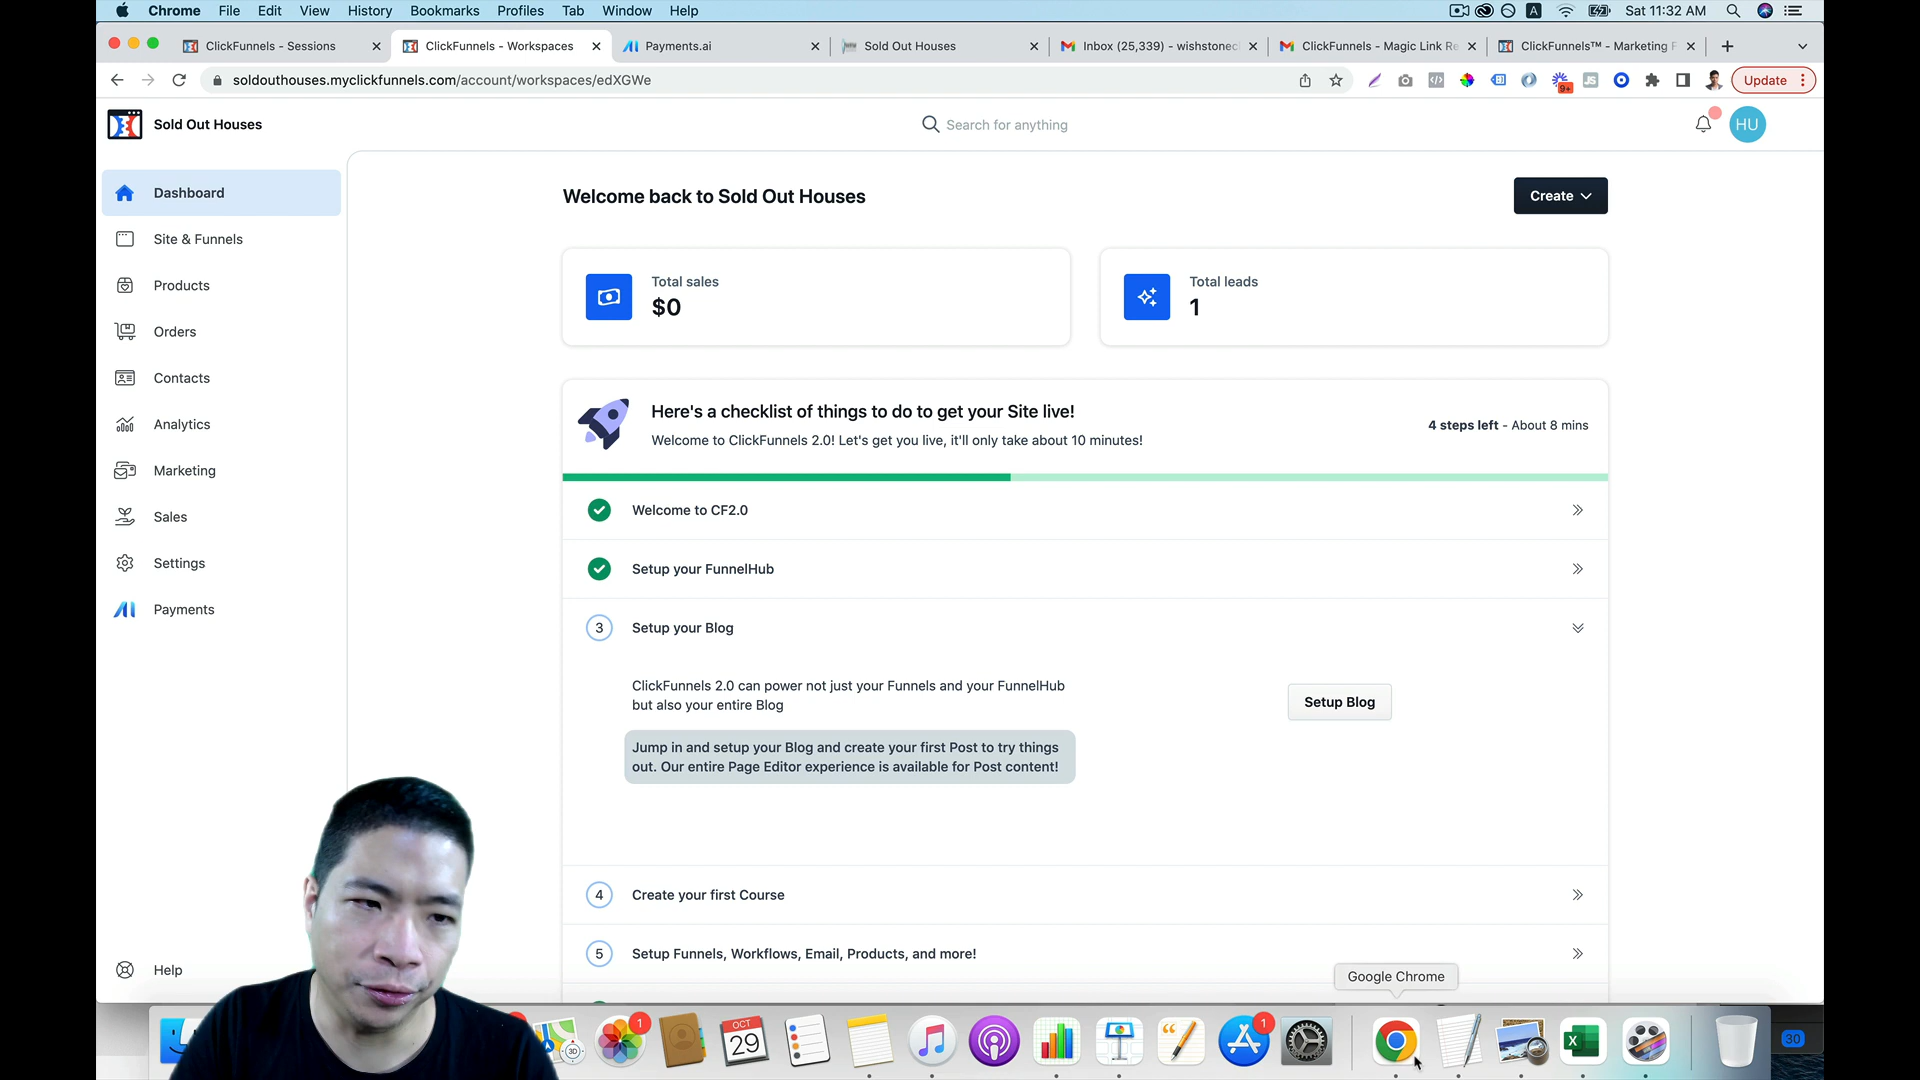 Chrome File Edit View History Bookmarks Profiles Tab Window Help
A Sat 11:32 AM
ClickFunnels - Sessions
ClickFunnels - Workspaces
Payments.ai
Sold Out Houses
Inbox (25,339) - wishstonec
ClickFunnels - Magic Link Re
ClickFunnels™ - Marketing F
soldouthouses.myclickfunnels.com/account/workspaces/edXGWe
9+
JS
Update
Sold Out Houses
Search for anything
HU
Dashboard
Site & Funnels
Products
Orders
Contacts
Analytics
Marketing
Sales
Settings
Payments
Help
Welcome back to Sold Out Houses
Create
Total sales
$0
Total leads
1
Here's a checklist of things to do to get your Site live!
Welcome to ClickFunnels 2.0! Let's get you live, it'll only take about 10 minutes!
4 steps left - About 8 mins
Welcome to CF2.0
Setup your FunnelHub
3 Setup your Blog
ClickFunnels 2.0 can power not just your Funnels and your FunnelHub
but also your entire Blog
Setup Blog
Jump in and setup your Blog and create your first Post to try things
out. Our entire Page Editor experience is available for Post content!
4 Create your first Course
5 Setup Funnels, Workflows, Email, Products, and more!
Google Chrome
3D
1
OCT
29
1
X
30